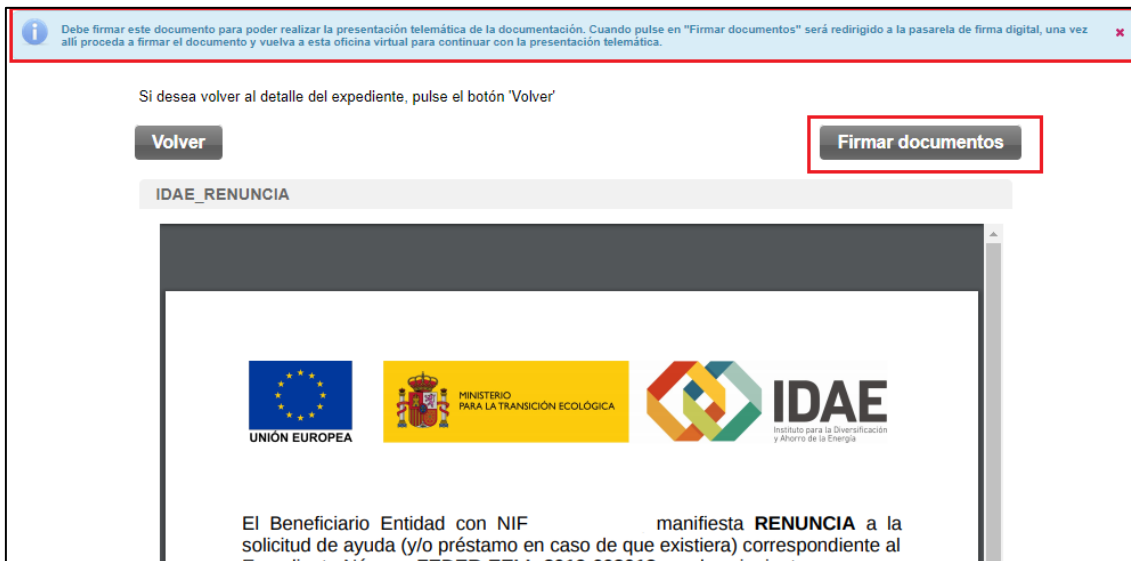 Debe firmar este documento para poder realizar la presentación telemática de la documentación. Cuando pulse en "Firmar documentos" será redirigido a la pasarela de firma digital, una vez
allí proceda a firmar el documento y vuelva a esta oficina virtual para continuar con la presentación telemática.
Si desea volver al detalle del expediente, pulse el botón 'Volver'
Volver
Firmar documentos
IDAE_RENUNCIA
UNIÓN EUROPEA
MINISTERIO
PARA LA TRANSICIÓN ECOLÓGICA
IDAE
Instituto para la Diversificación
y Ahorro de la Energía
El Beneficiario Entidad con NIF manifiesta RENUNCIA a la
solicitud de ayuda (y/o préstamo en caso de que existiera) correspondiente al